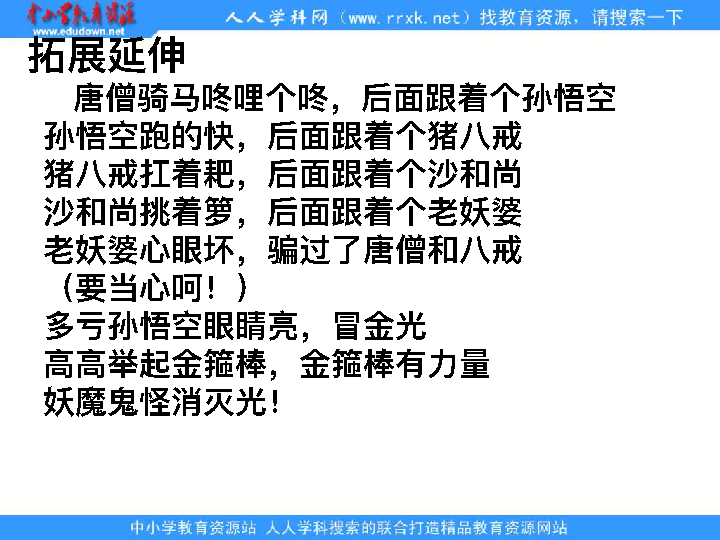 中小学教育资源
www.edudown.net
人人学科网（www.rrxk.net）找教育资源，请搜索一下
拓展延伸
唐僧骑马咚哩个咚，后面跟着个孙悟空
孙悟空跑的快，后面跟着个猪八戒
猪八戒扛着耙，后面跟着个沙和尚
沙和尚挑着箩，后面跟着个老妖婆
老妖婆心眼坏，骗过了唐僧和八戒
（要当心呵！）
多亏孙悟空眼睛亮，冒金光
高高举起金箍棒，金箍棒有力量
妖魔鬼怪消灭光！
中小学教育资源站 人人学科搜索的联合打造精品教育资源网站